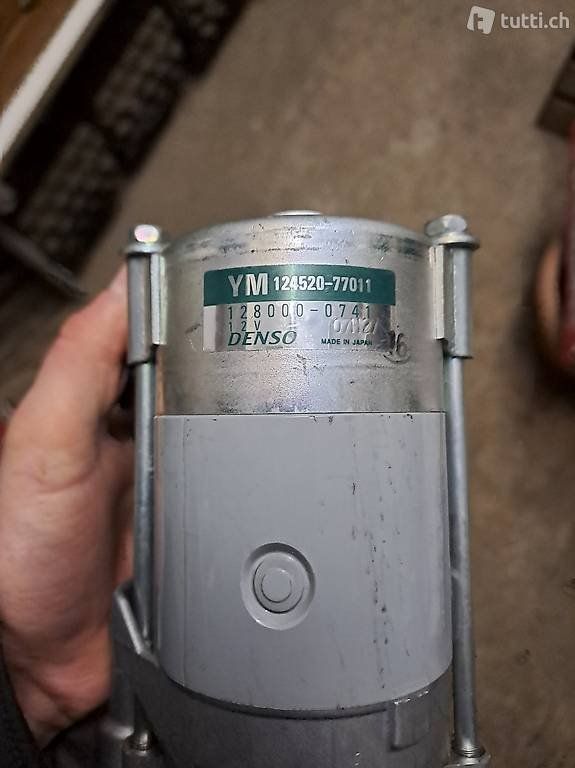 tutti.ch
YM 124520-77011
128000-0741
12V
DENSO MADE IN JAPAN